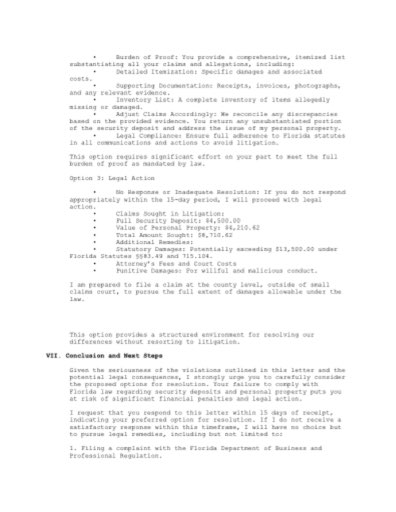 • Burden of Proof: You provide a comprehensive, itemized list
substantiating all your claims and allegations, including:
• Detailed Itemization: Specific damages and associated
costs.
• Supporting Documentation: Receipts, invoices, photographs,
and any relevant evidence.
• Inventory List: A complete inventory of items allegedly
missing or damaged.
• Adjust Claims Accordingly: We reconcile any discrepancies
based on the provided evidence. You return any unsubstantiated portion
of the security deposit and address the issue of my personal property.
• Legal Compliance: Ensure full adherence to Florida statutes
in all communications and actions to avoid litigation.
This option requires significant effort on your part to meet the full
burden of proof as mandated by law.
Option 3: Legal Action
• No Response or Inadequate Resolution: If you do not respond
appropriately within the 15-day period, I will proceed with legal
action.
• Claims Sought in Litigation:
• Full Security Deposit: $4,500.00
• Value of Personal Property: $4,210.62
• Total Amount Sought: $8,710.62
• Additional Remedies:
• Statutory Damages: Potentially exceeding $13,500.00 under
Florida Statutes §§83.49 and 715.104.
• Attorney's Fees and Court Costs
• Punitive Damages: For willful and malicious conduct.
I am prepared to file a claim at the county level, outside of small
claims court, to pursue the full extent of damages allowable under the
law.
This option provides a structured environment for resolving our
differences without resorting to litigation.
VII. Conclusion and Next Steps
Given the seriousness of the violations outlined in this letter and the
potential legal consequences, I strongly urge you to carefully consider
the proposed options for resolution. Your failure to comply with
Florida law regarding security deposits and personal property puts you
at risk of significant financial penalties and legal action.
I request that you respond to this letter within 15 days of receipt,
indicating your preferred option for resolution. If I do not receive a
satisfactory response within this timeframe, I will have no choice but
to pursue legal remedies, including but not limited to:
1. Filing a complaint with the Florida Department of Business and
Professional Regulation.